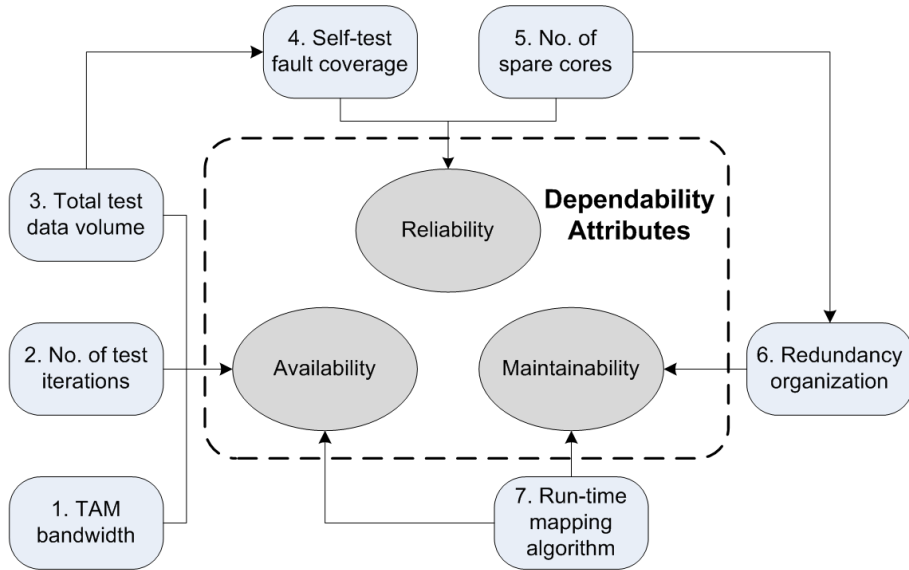 4. Self-test
fault coverage
5. No. of
spare cores
3. Total test
data volume
Dependability
Attributes
Reliability
2. No. of test
iterations
Availability
Maintainability
6. Redundancy
organization
1. TAM
bandwidth
7. Run-time
mapping
algorithm